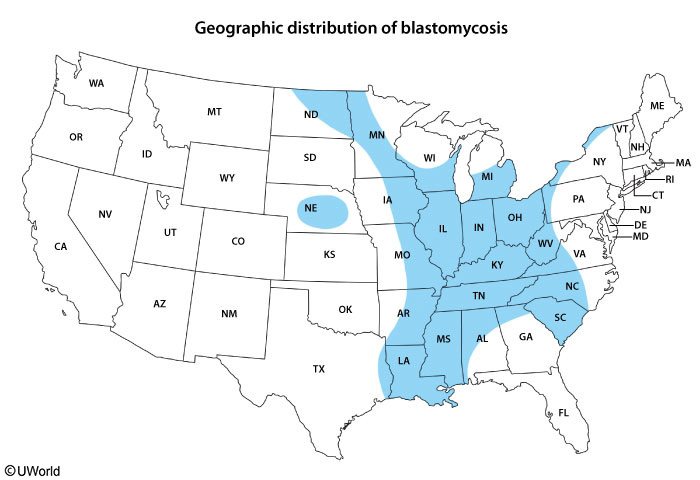 Geographic distribution of blastomycosis
WA
MT
ND
MN
ME
VT
NH
OR
ID
SD
WI
MI
NY
MA
RI
WY
CT
NE
IA
PA
NJ
NV
UT
CO
IL
IN
OH
DE
MD
CA
KS
MO
WV
VA
KY
AZ
NM
OK
AR
TN
NC
SC
MS
AL
GA
TX
LA
FL
©UWorld